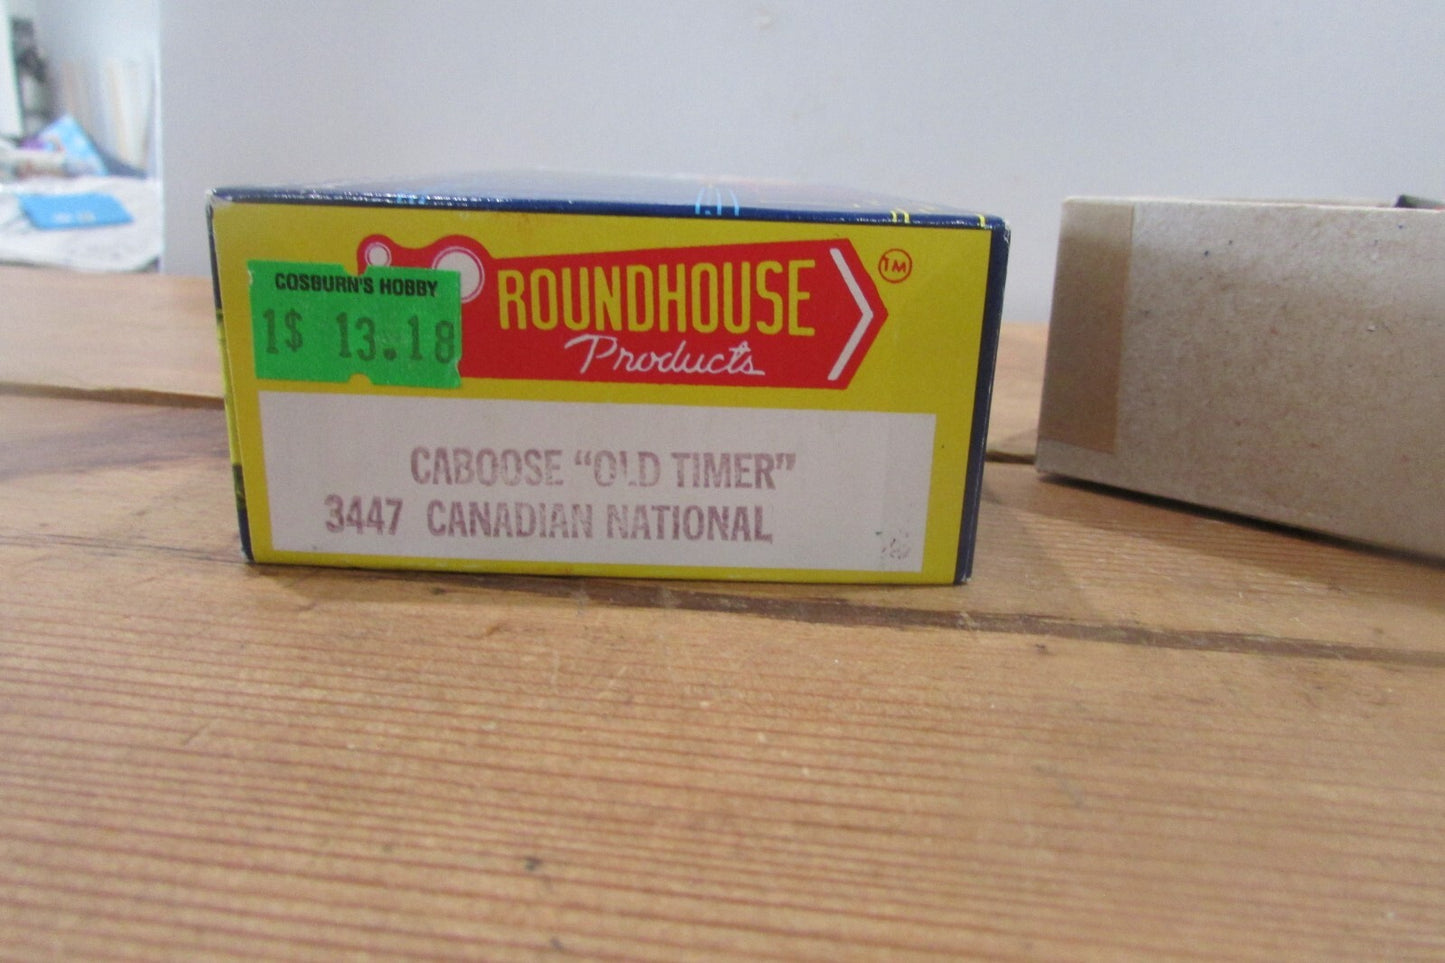 COSBURN'S HOBBY
1$ 13.18
ROUNDHOUSE
Products
TM
CABOOSE “OLD TIMER”
3447 CANADIAN NATIONAL